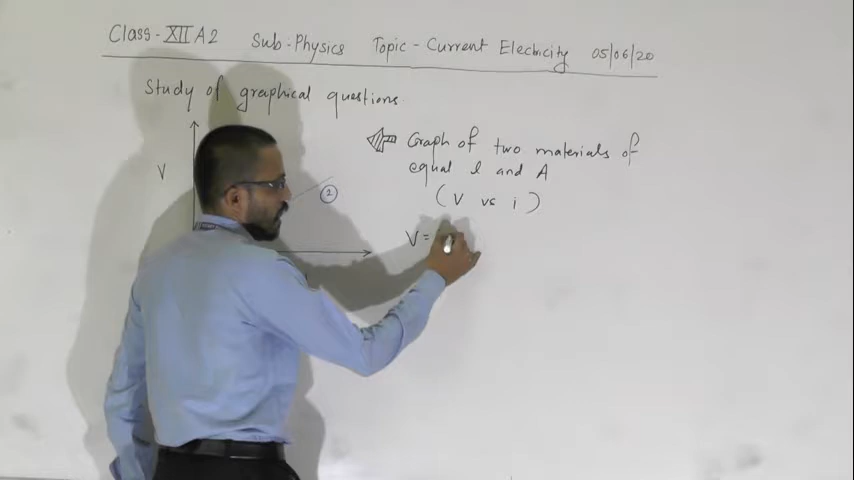 Class-XII A2 Sub:Physics Topic-Current Electricity 05/06/20
Study of graphical questions.
V
2
Graph of two materials of
equal l and A
(V vs i)
V=